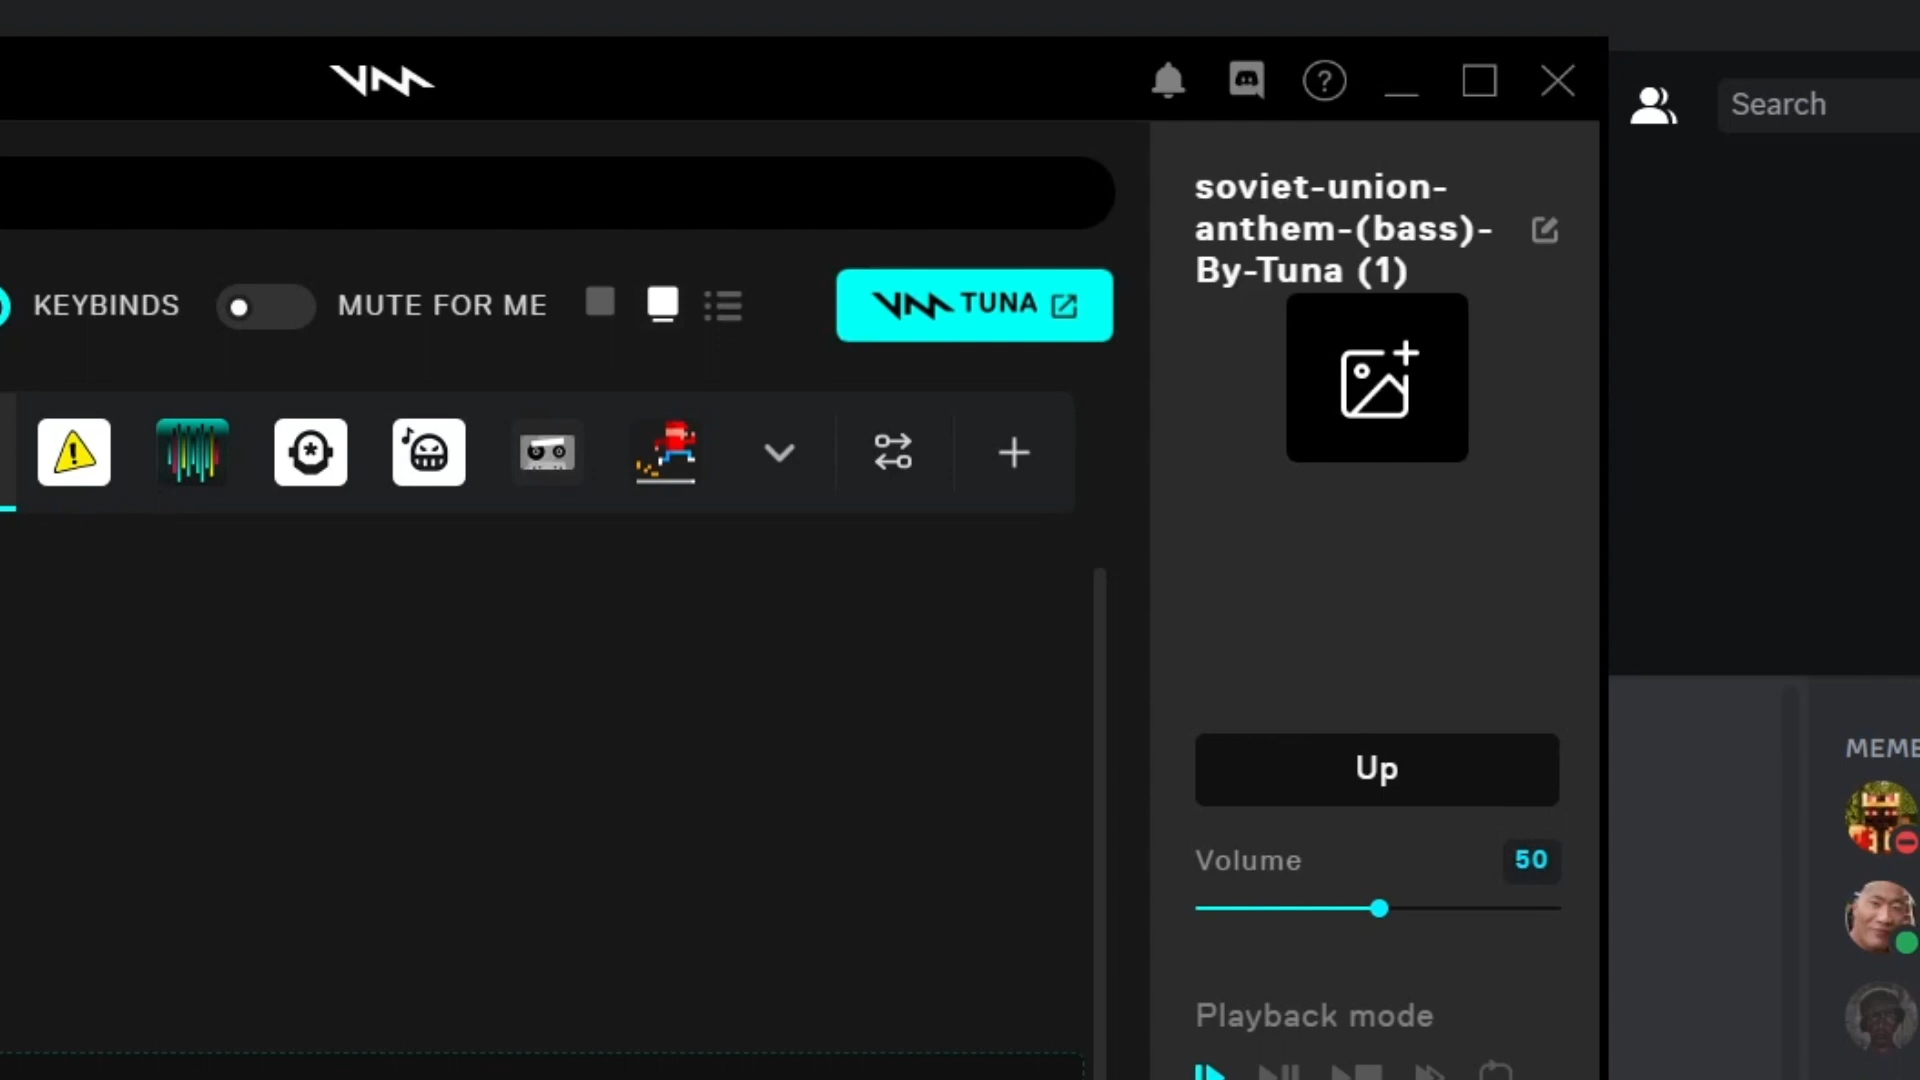 Search
soviet-union-
anthem-(bass)-
By-Tuna (1)
KEYBINDS
MUTE FOR ME
TUNA
Up
Volume
50
MEME
Playback mode